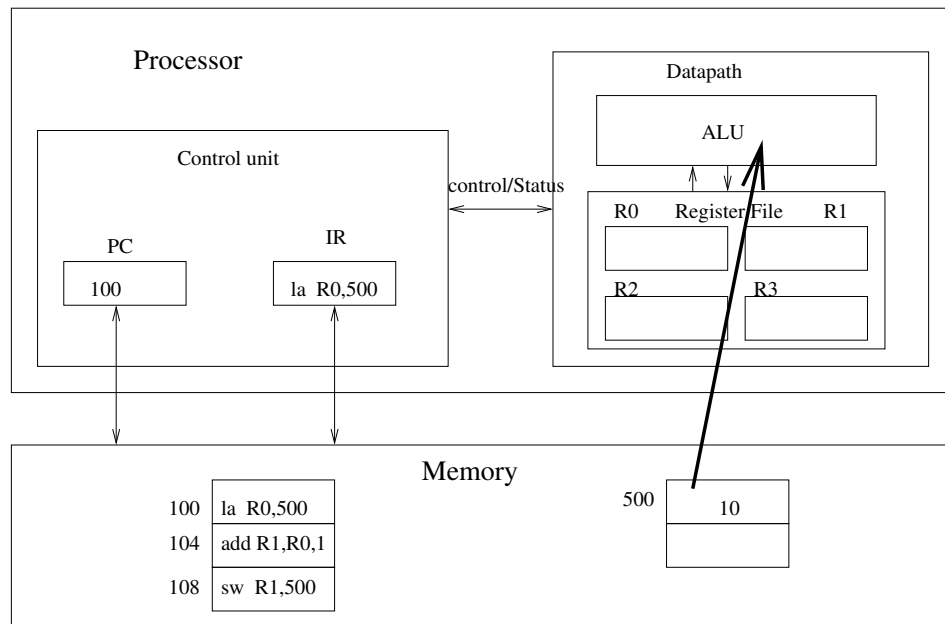 Processor
Datapath
ALU
Control unit
control/Status
R0 Register File R1
PC
IR
100
la R0,500
R2
R3
Memory
100 la R0,500
500 10
104 add R1,R0,1
108 sw R1,500